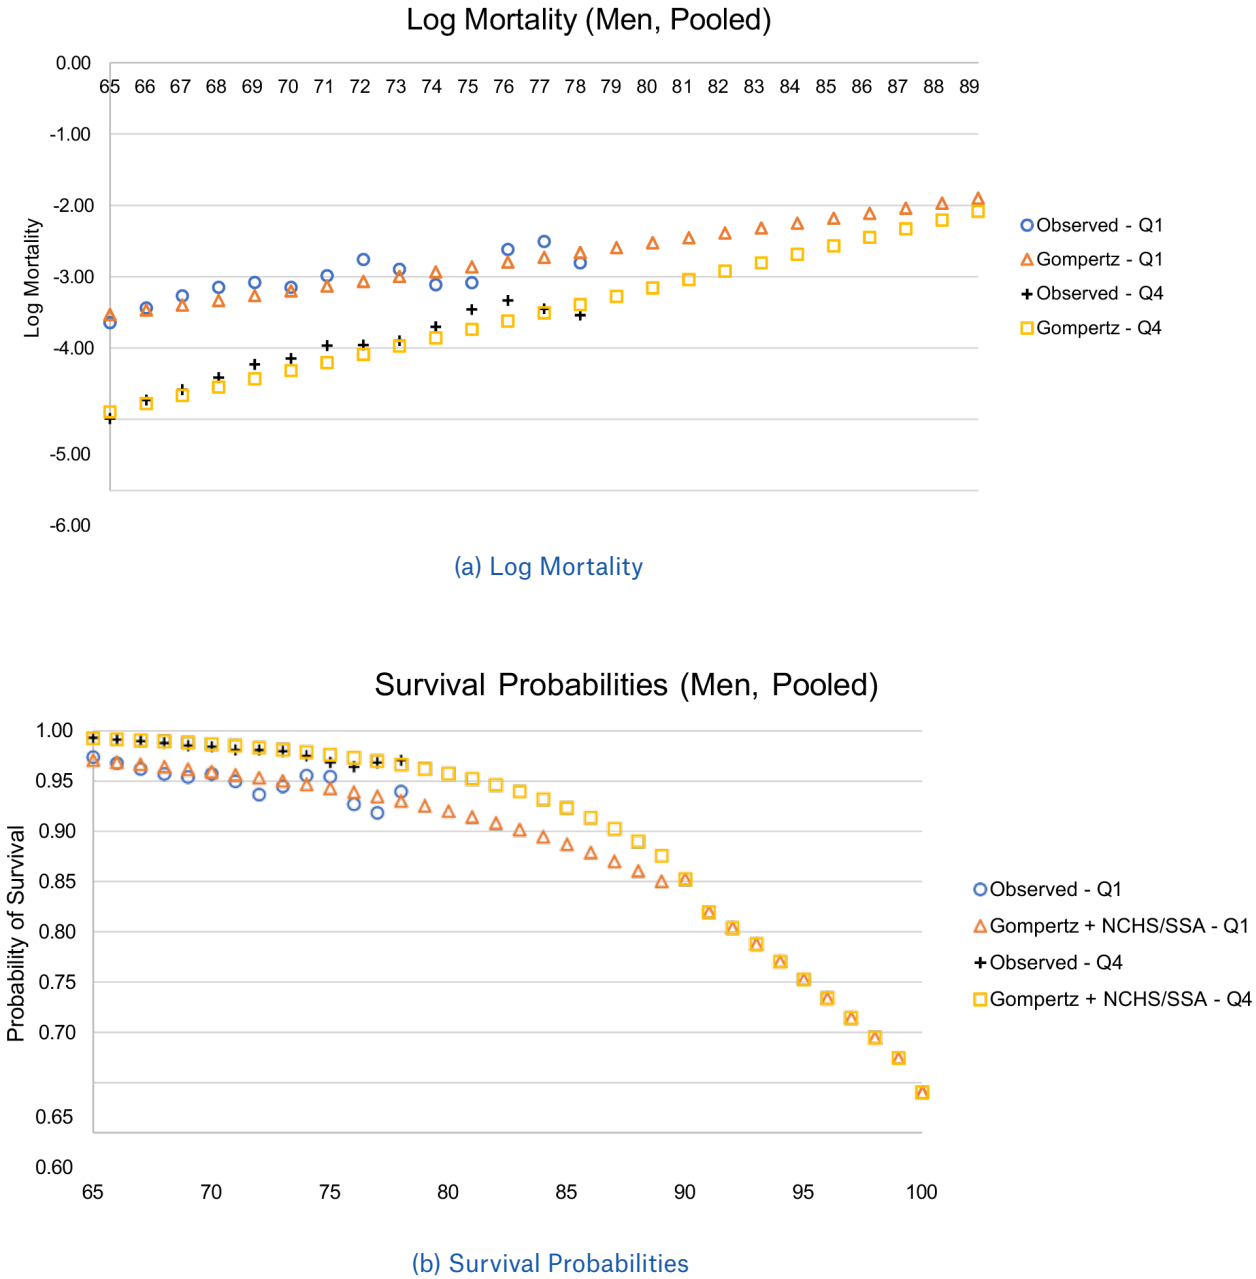 Log Mortality (Men, Pooled)
0.00
65 66 67 68 69 70 71 72 73 74 75 76 77 78 79 80 81 82 83 84 85 86 87 88 89
-1.00
-2.00
-3.00
-4.00
-5.00
-6.00
Log Mortality
Observed - Q1
Gompertz - Q1
Observed - Q4
Gompertz - Q4
(a) Log Mortality
Survival Probabilities (Men, Pooled)
1.00
0.95
0.90
0.85
0.80
0.75
0.70
0.65
0.60
Probability of Survival
65 70 75 80 85 90 95 100
Observed - Q1
Gompertz + NCHS/SSA - Q1
Observed - Q4
Gompertz + NCHS/SSA - Q4
(b) Survival Probabilities